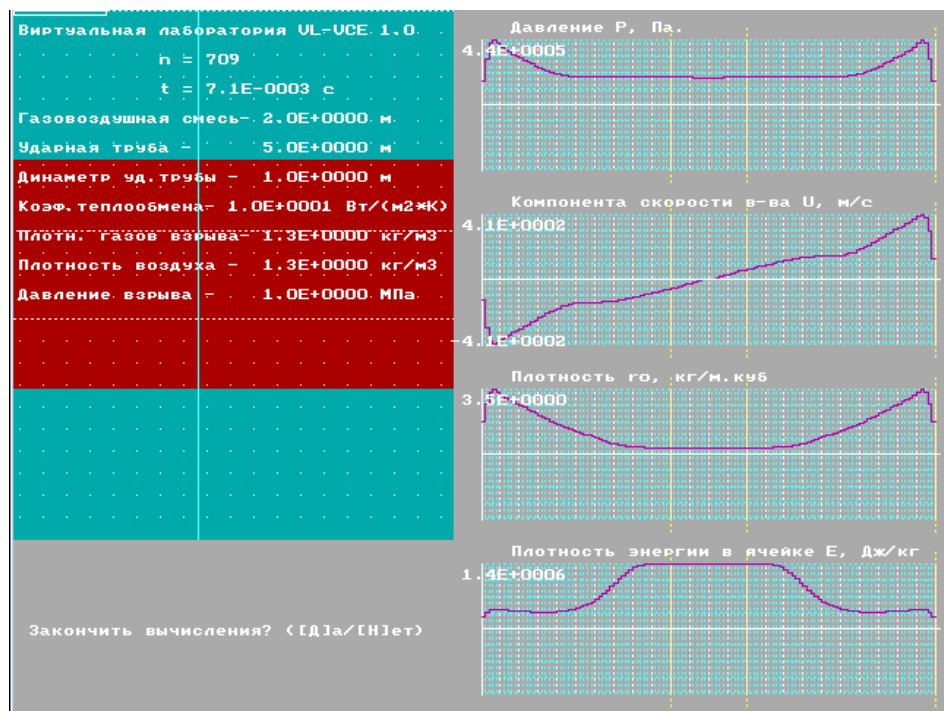 Виртуальная лаборатория VL-VCE 1.0
n = 709
t = 7.1E-0003 с
Газовоздушная смесь- 2.0E+0000 м
Ударная труба - 5.0E+0000 м
Динаметр уд.трубы - 1.0E+0000 м
Коэф.теплообмена- 1.0E+0001 Вт/(м2*К)
Плотн. газов взрыва- 1.3E+0000 кг/м3
Плотность воздуха - 1.3E+0000 кг/м3
Давление взрыва - 1.0E+0000 МПа
Закончить вычисления? ([Д]а/[Н]ет)
Давление P, Па.
4.4E+0005
Компонента скорости в-ва U, м/с
4.1E+0002
-4.1E+0002
Плотность ro, кг/м.куб
3.5E+0000
Плотность энергии в ячейке E, Дж/кг
1.4E+0006